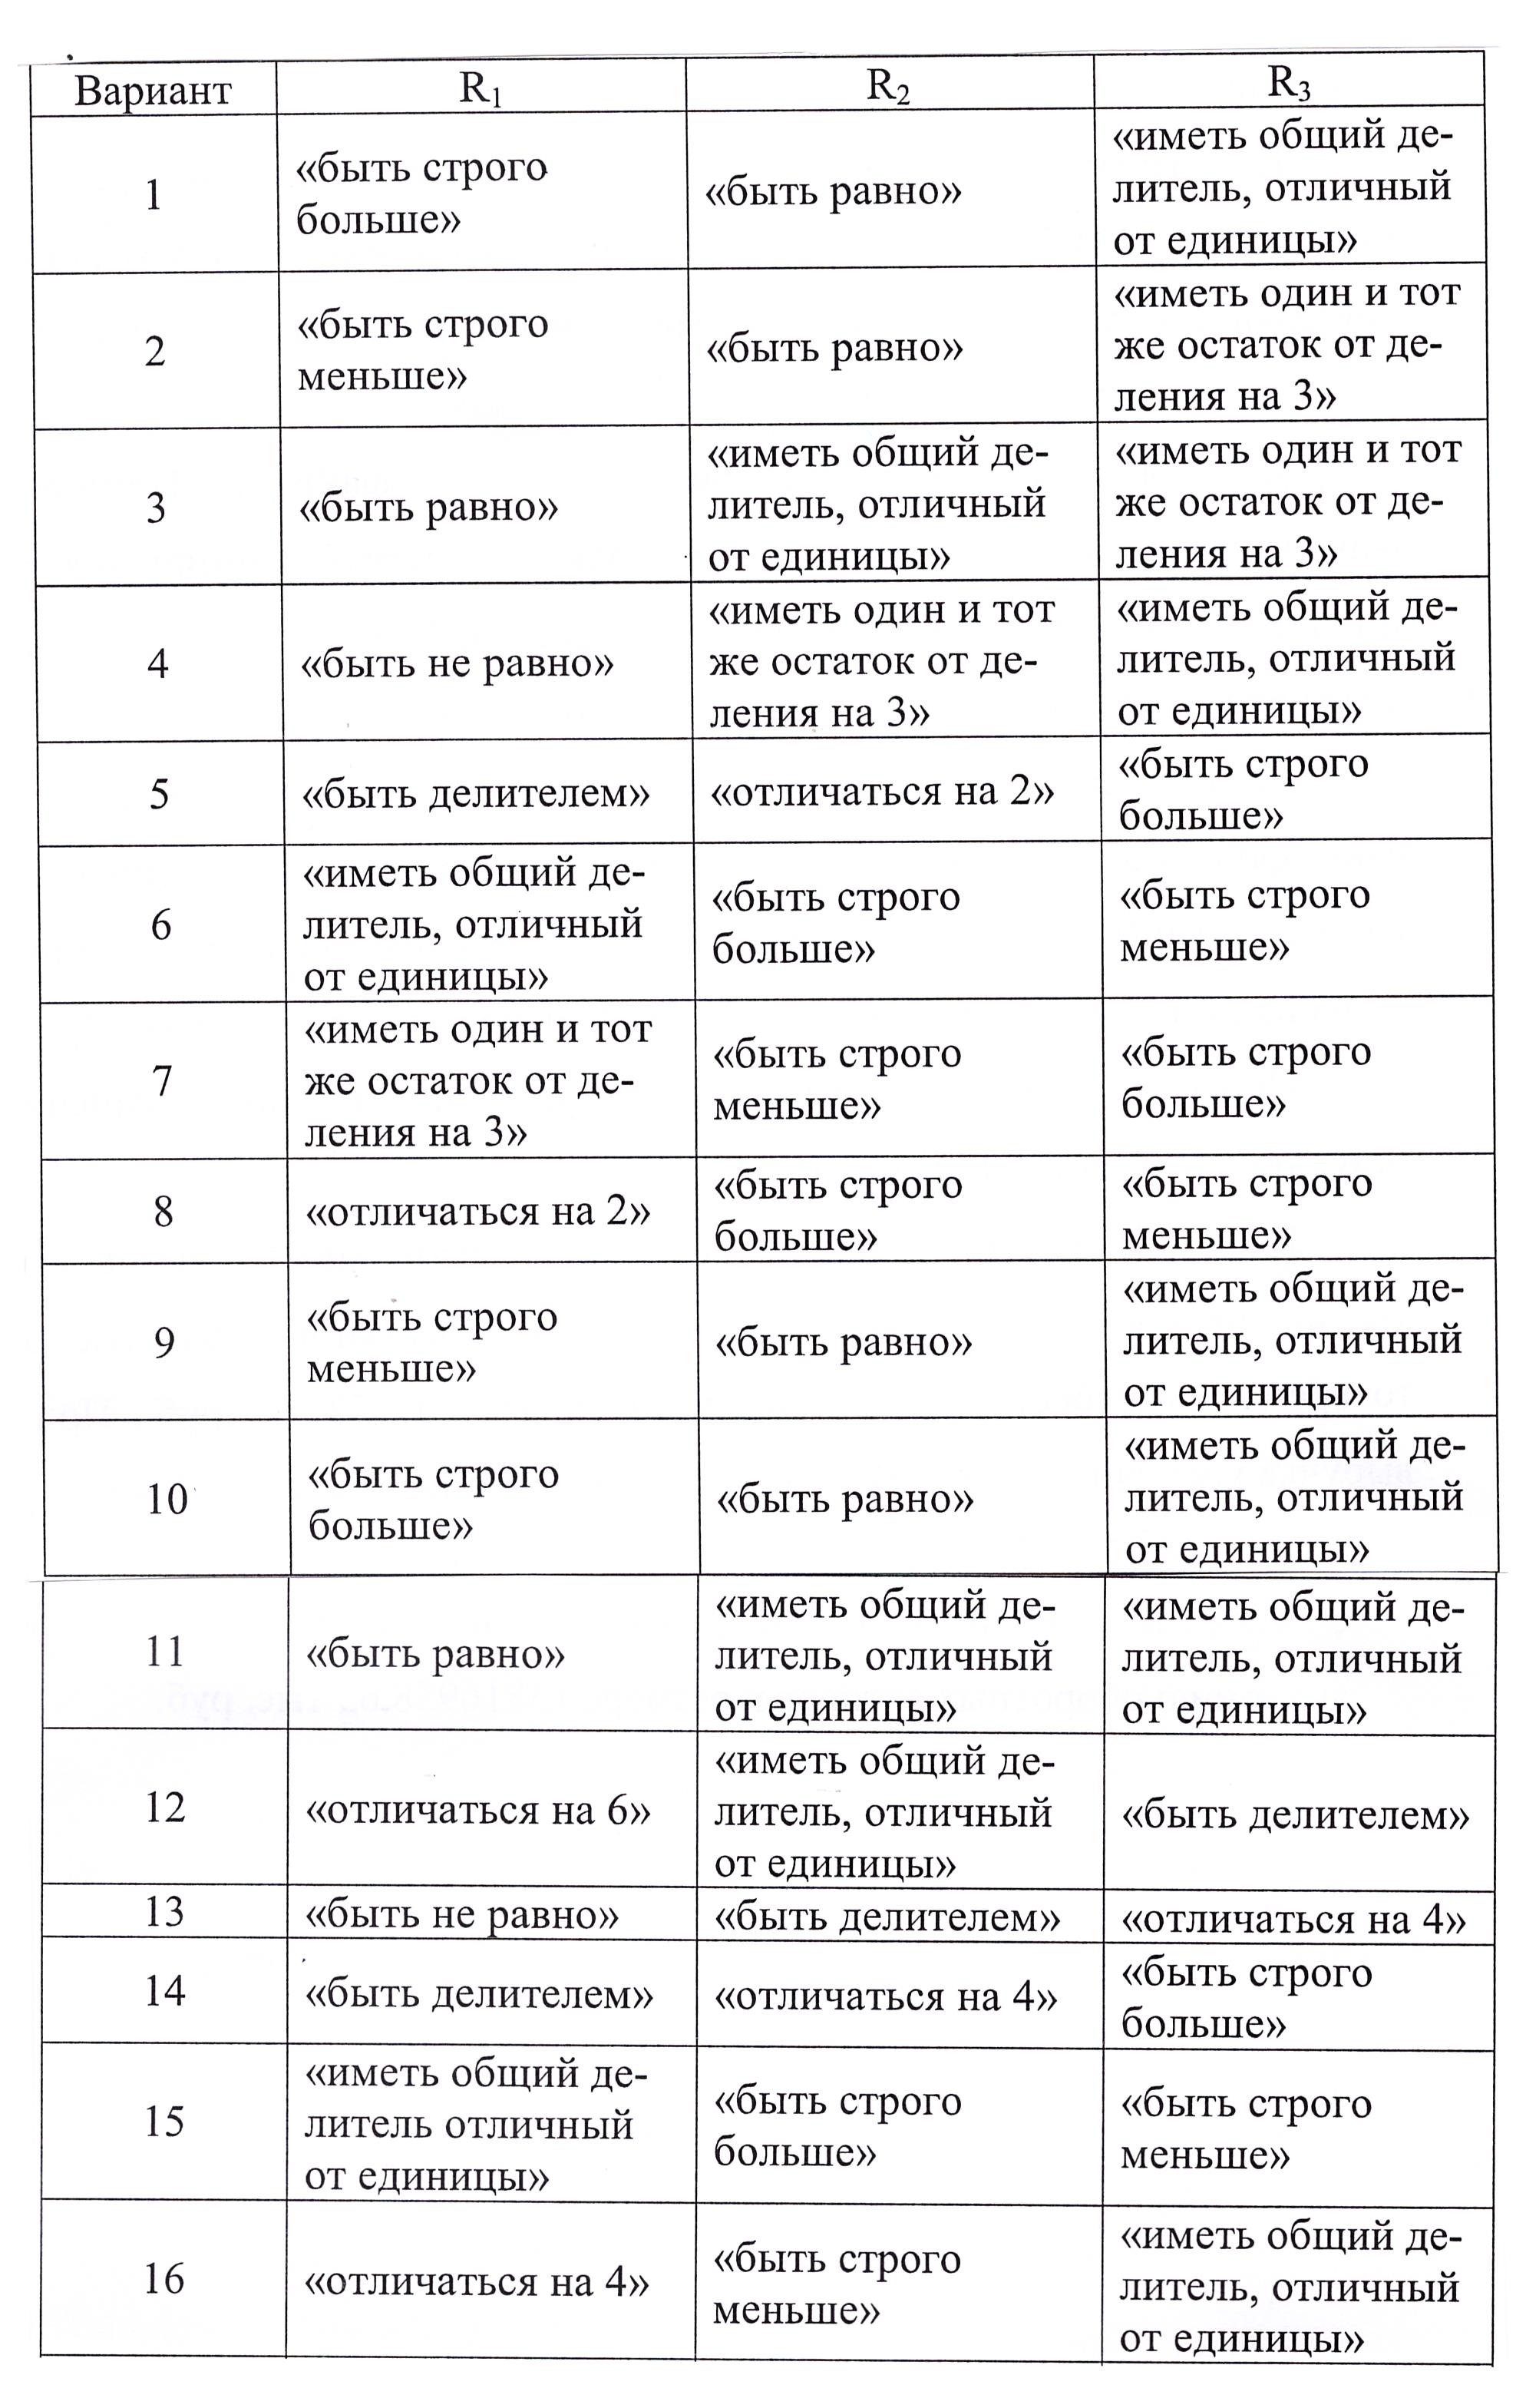 Вариант R₁ R₂ R₃
1
«быть строго
больше»
«быть равно»
«иметь общий де-
литель, отличный
от единицы»
2
«быть строго
меньше»
«быть равно»
«иметь один и тот
же остаток от де-
ления на 3»
3
«быть равно»
«иметь общий де-
литель, отличный
от единицы»
«иметь один и тот
же остаток от де-
ления на 3»
4
«быть не равно»
«иметь один и тот
же остаток от де-
ления на 3»
«иметь общий де-
литель, отличный
от единицы»
5
«быть делителем»
«отличаться на 2»
«быть строго
больше»
6
«иметь общий де-
литель, отличный
от единицы»
«быть строго
больше»
«быть строго
меньше»
7
«иметь один и тот
же остаток от де-
ления на 3»
«быть строго
меньше»
«быть строго
больше»
8
«отличаться на 2»
«быть строго
больше»
«быть строго
меньше»
9
«быть строго
меньше»
«быть равно»
«иметь общий де-
литель, отличный
от единицы»
10
«быть строго
больше»
«быть равно»
«иметь общий де-
литель, отличный
от единицы»
11
«быть равно»
«иметь общий де-
литель, отличный
от единицы»
«иметь общий де-
литель, отличный
от единицы»
12
«отличаться на 6»
«иметь общий де-
литель, отличный
от единицы»
«быть делителем»
13
«быть не равно»
«быть делителем»
«отличаться на 4»
14
«быть делителем»
«отличаться на 4»
«быть строго
больше»
15
«иметь общий де-
литель отличный
от единицы»
«быть строго
больше»
«быть строго
меньше»
16
«отличаться на 4»
«быть строго
меньше»
«иметь общий де-
литель, отличный
от единицы»